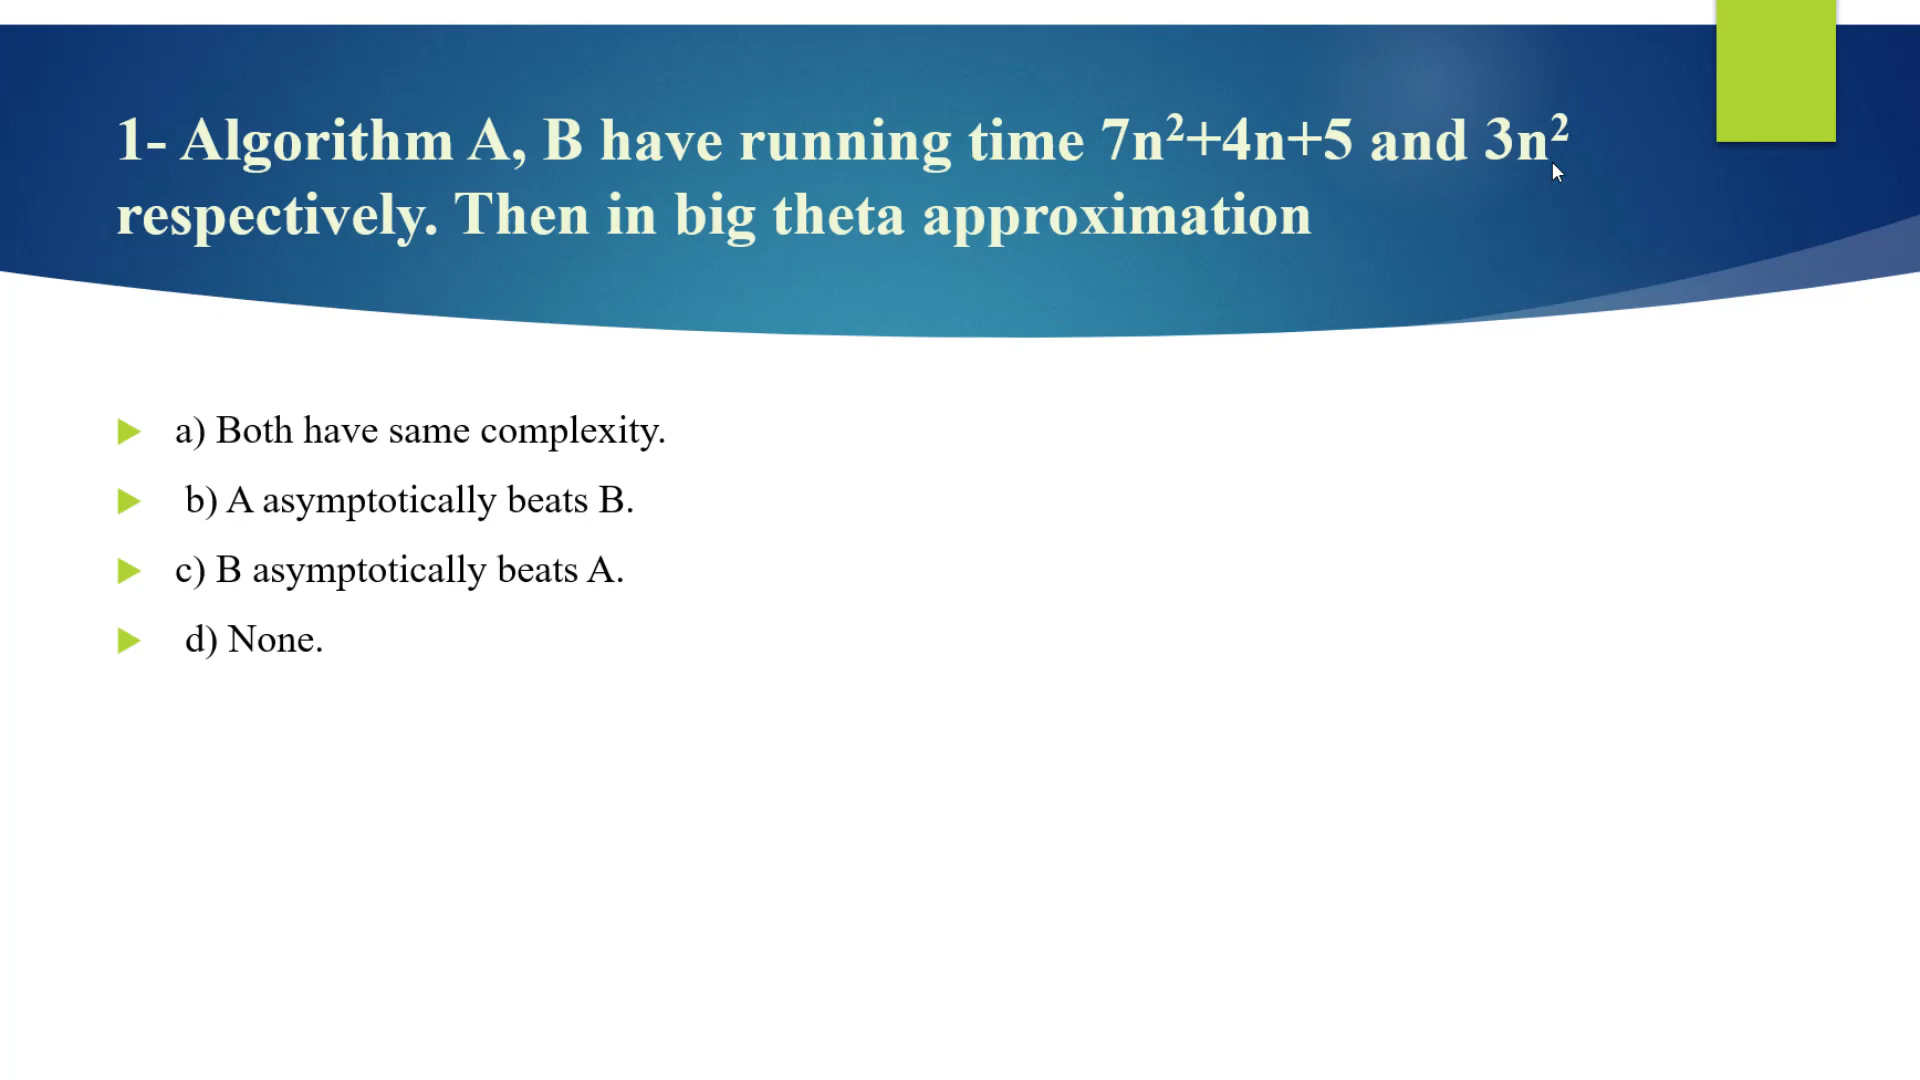 1- Algorithm A, B have running time 7n²+4n+5 and 3n²
respectively. Then in big theta approximation
a) Both have same complexity.
b) A asymptotically beats B.
c) B asymptotically beats A.
d) None.